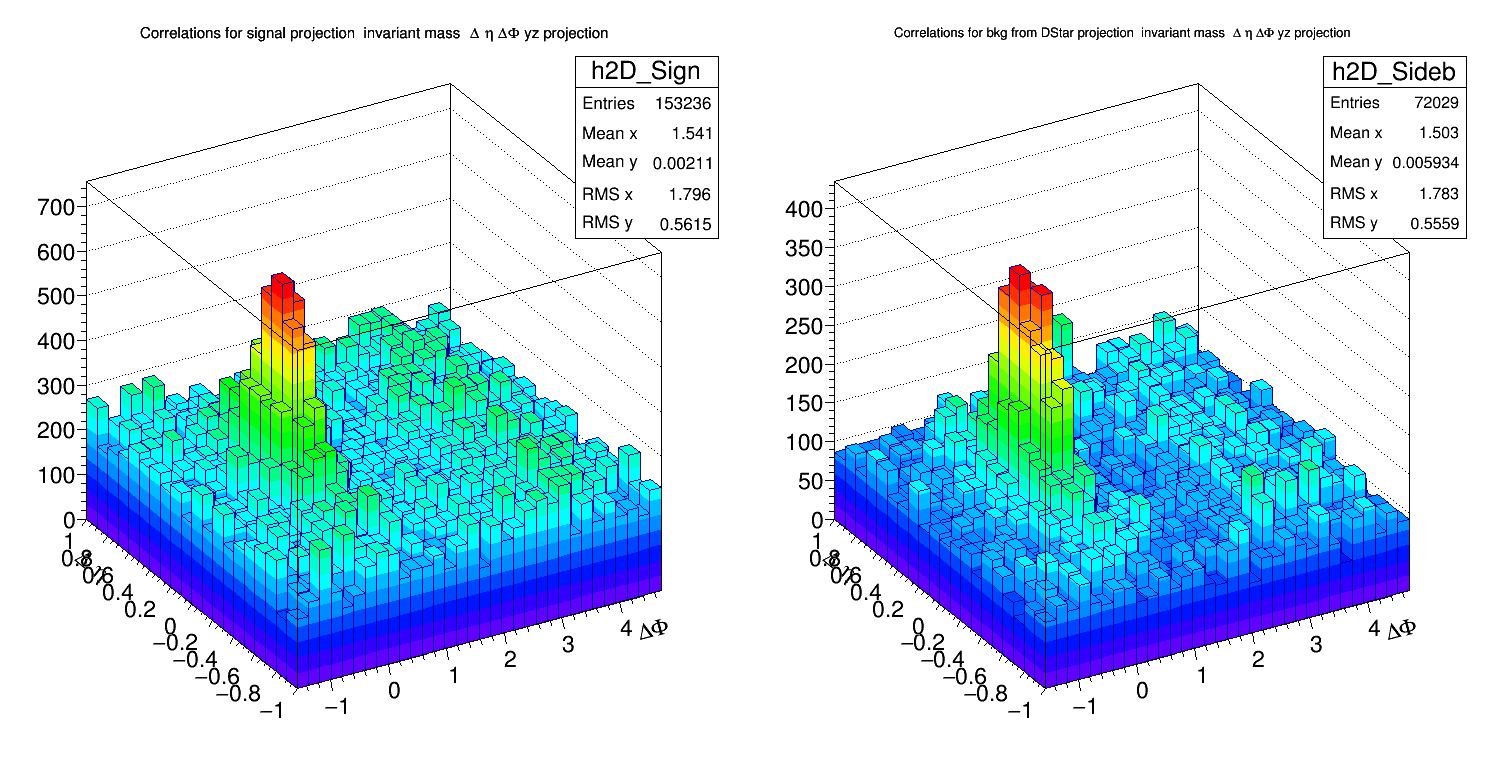 Correlations for signal projection invariant mass Δ η ΔΦ yz projection
h2D_Sign
Entries 153236
Mean x 1.541
Mean y 0.00211
RMS x 1.796
RMS y 0.5615
700
600
500
400
300
200
100
0
1
0.8
0.6
0.4
0.2
0
−0.2
−0.4
−0.6
−0.8
−1
Δ η
−1
0
1
2
3
4
ΔΦ
Correlations for bkg from DStar projection invariant mass Δ η ΔΦ yz projection
h2D_Sideb
Entries 72029
Mean x 1.503
Mean y 0.005934
RMS x 1.783
RMS y 0.5559
400
350
300
250
200
150
100
50
0
1
0.8
0.6
0.4
0.2
0
−0.2
−0.4
−0.6
−0.8
−1
Δ η
−1
0
1
2
3
4
ΔΦ